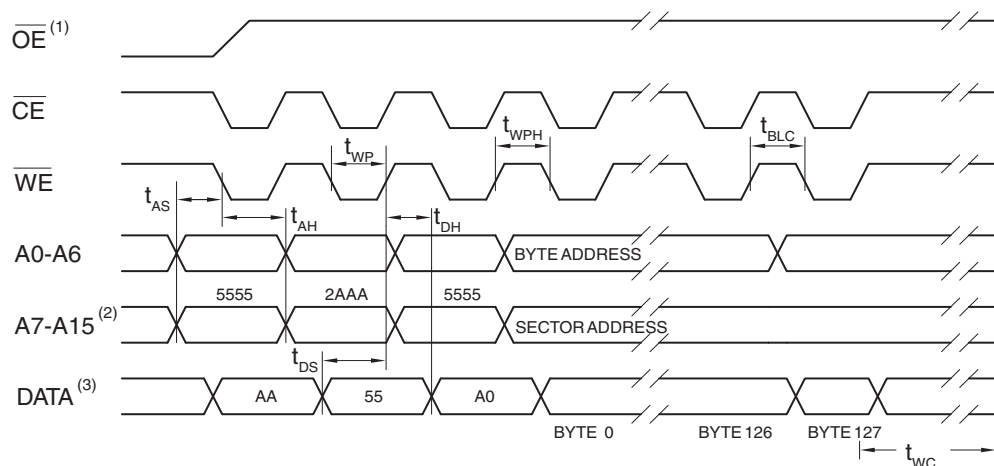 OE (1)
CE
tWP
tWPH
tBLC
WE
tAS
tAH
tDH
A0-A6
BYTE ADDRESS
5555
2AAA
5555
A7-A15 (2)
SECTOR ADDRESS
tDS
DATA (3)
AA
55
A0
BYTE 0
BYTE 126
BYTE 127
tWC